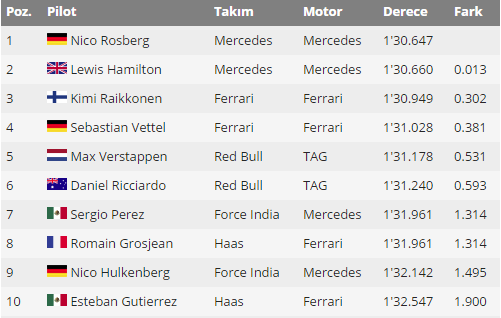 Poz. Pilot Takım Motor Derece Fark
1 Nico Rosberg Mercedes Mercedes 1'30.647
2 Lewis Hamilton Mercedes Mercedes 1'30.660 0.013
3 Kimi Raikkonen Ferrari Ferrari 1'30.949 0.302
4 Sebastian Vettel Ferrari Ferrari 1'31.028 0.381
5 Max Verstappen Red Bull TAG 1'31.178 0.531
6 Daniel Ricciardo Red Bull TAG 1'31.240 0.593
7 Sergio Perez Force India Mercedes 1'31.961 1.314
8 Romain Grosjean Haas Ferrari 1'31.961 1.314
9 Nico Hulkenberg Force India Mercedes 1'32.142 1.495
10 Esteban Gutierrez Haas Ferrari 1'32.547 1.900